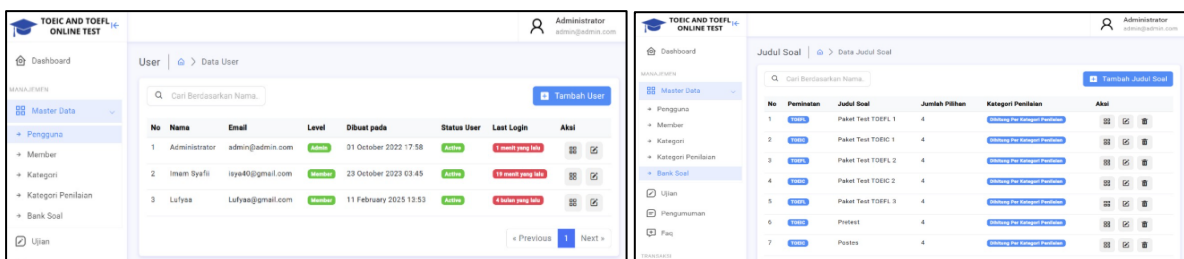 TOEIC AND TOEFL
ONLINE TEST
Administrator
admin@admin.com
Dashboard
User
> Data User
MANAJEMEN
Master Data
Pengguna
Member
Kategori
Kategori Penilaian
Bank Soal
Ujian
Cari Berdasarkan Nama..
Tambah User
No Name Email Level Dibuat pada Status User Last Login Aksi
1 Administrator admin@admin.com Admin 01 October 2022 17:58 Active 1 menit yang lalu
2 Imam Syafii isya40@gmail.com Member 23 October 2023 03:45 Active 19 menit yang lalu
3 Lufyaa Lufyaa@gmail.com Member 11 February 2025 13:53 Active 4 bulan yang lalu
« Previous 1 Next »
TOEIC AND TOEFL
ONLINE TEST
Administrator
admin@admin.com
Dashboard
Judul Soal
> Data Judul Soal
MANAJEMEN
Master Data
Pengguna
Member
Kategori
Kategori Penilaian
Bank Soal
Ujian
Pengumuman
Faq
TRANSAKSI
Cari Berdasarkan Nama..
Tambah Judul Soal
No Peminatan Judul Soal Jumlah Pilihan Kategori Penilaian Aksi
1 TOEFL Paket Test TOEFL 1 4 Dihitung Per Kategori Penilaian
2 TOEIC Paket Test TOEIC 1 4 Dihitung Per Kategori Penilaian
3 TOEFL Paket Test TOEFL 2 4 Dihitung Per Kategori Penilaian
4 TOEIC Paket Test TOEIC 2 4 Dihitung Per Kategori Penilaian
5 TOEFL Paket Test TOEFL 3 4 Dihitung Per Kategori Penilaian
6 TOEIC Pretest 4 Dihitung Per Kategori Penilaian
7 TOEIC Postes 4 Dihitung Per Kategori Penilaian